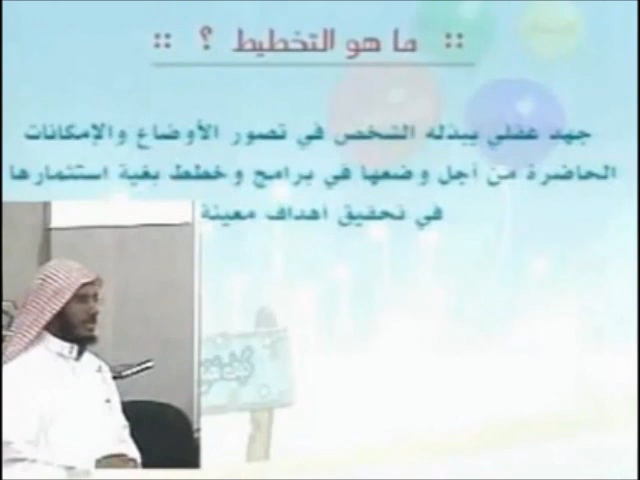 :: ما هو التخطيط ؟ ::
جهد عقلي يبذله الشخص في تصور الأوضاع والإمكانات
الحاضرة من أجل وضعها في برامج وخطط بغية استثمارها
في تحقيق أهداف معينة
كيف